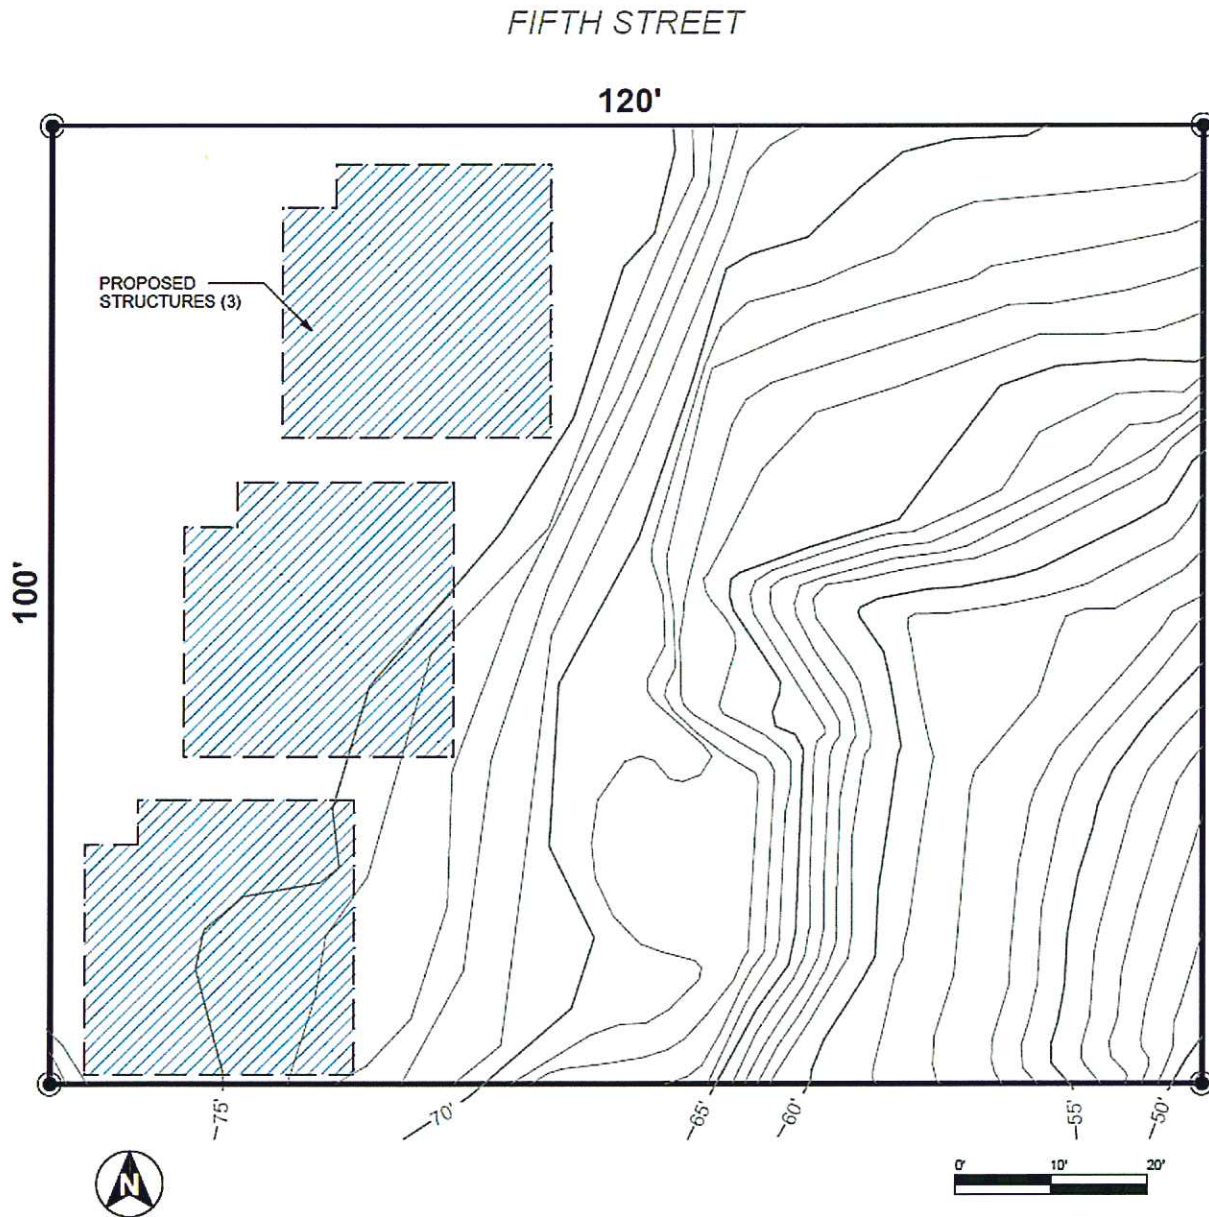 FIFTH STREET
120'
PROPOSED
STRUCTURES (3)
100'
75'
70'
65'
60'
55'
50'
N
0' 10' 20'